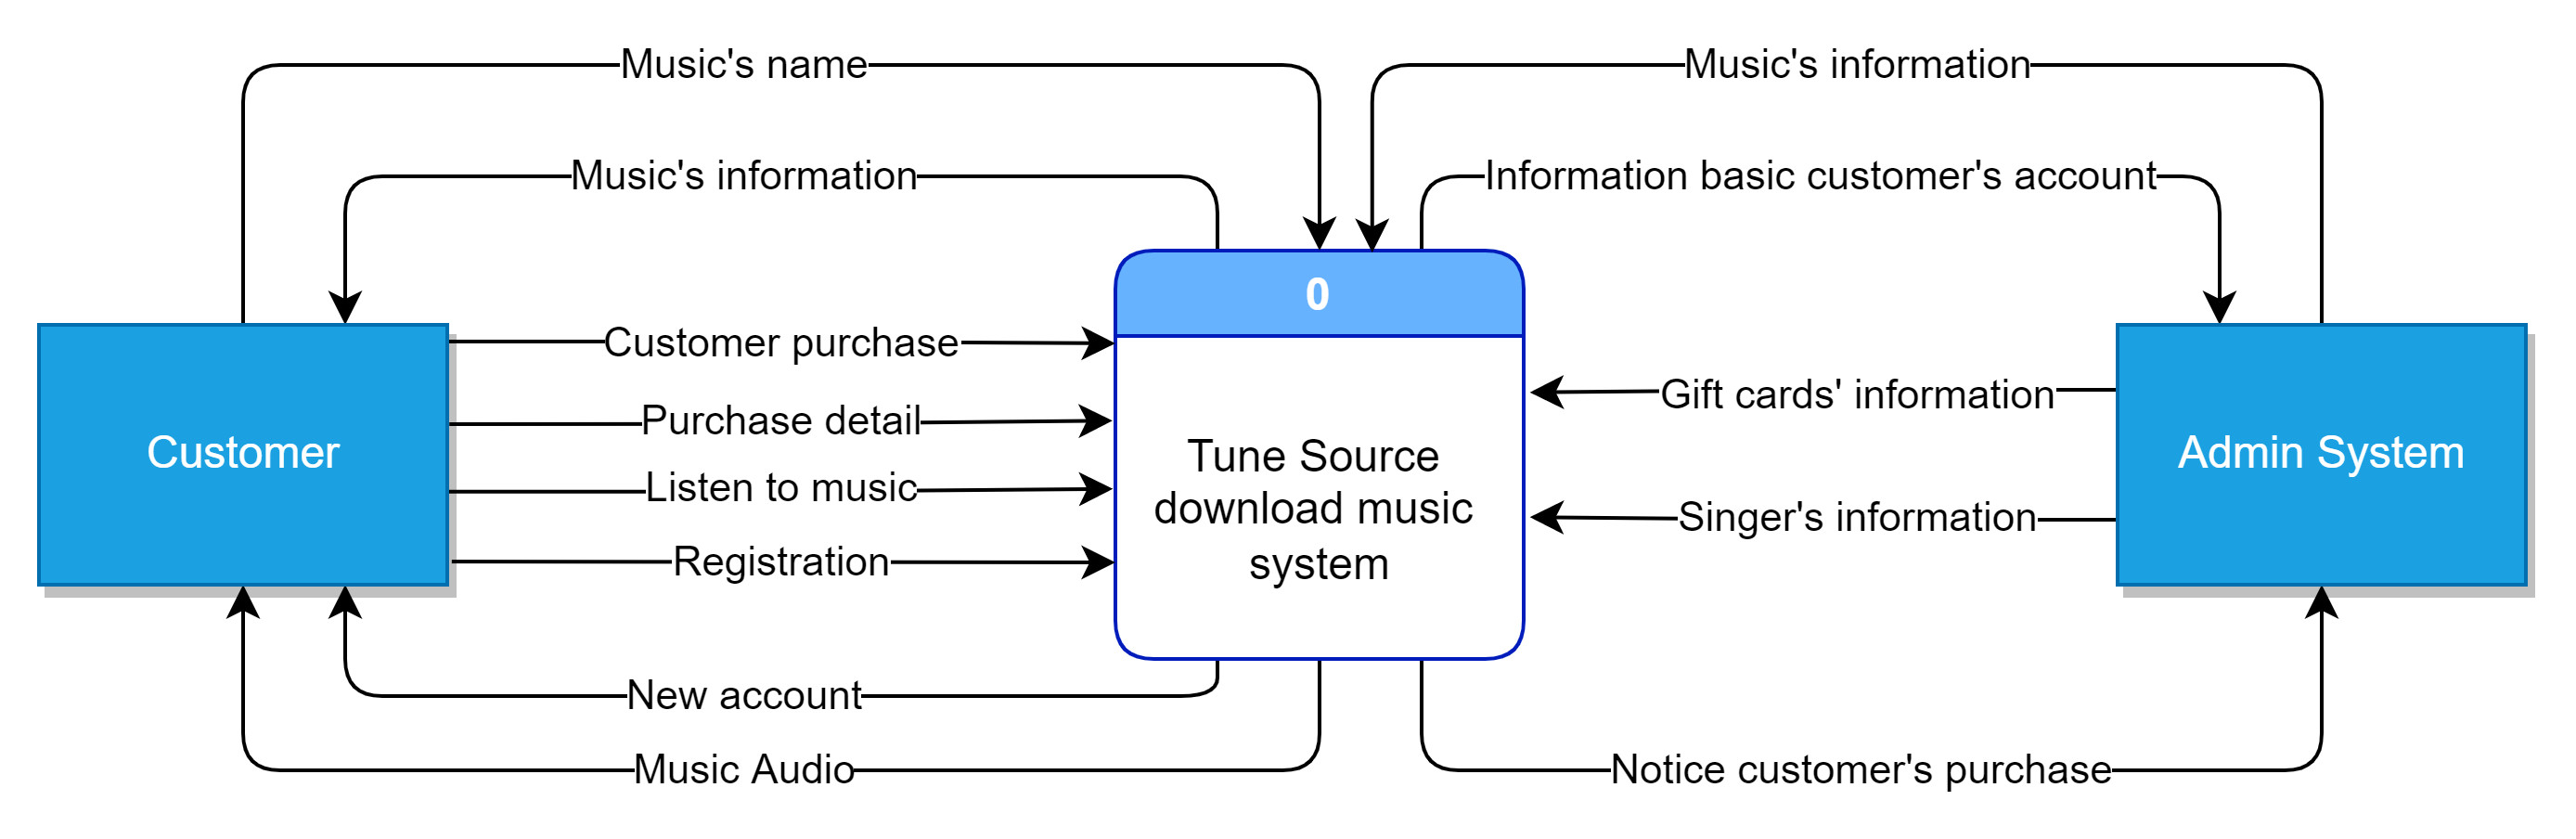 Music's name
Music's information
Music's information
Information basic customer's account
0
Customer purchase
Purchase detail
Listen to music
Registration
Customer
Tune Source
download music
system
Gift cards' information
Singer's information
Admin System
New account
Music Audio
Notice customer's purchase